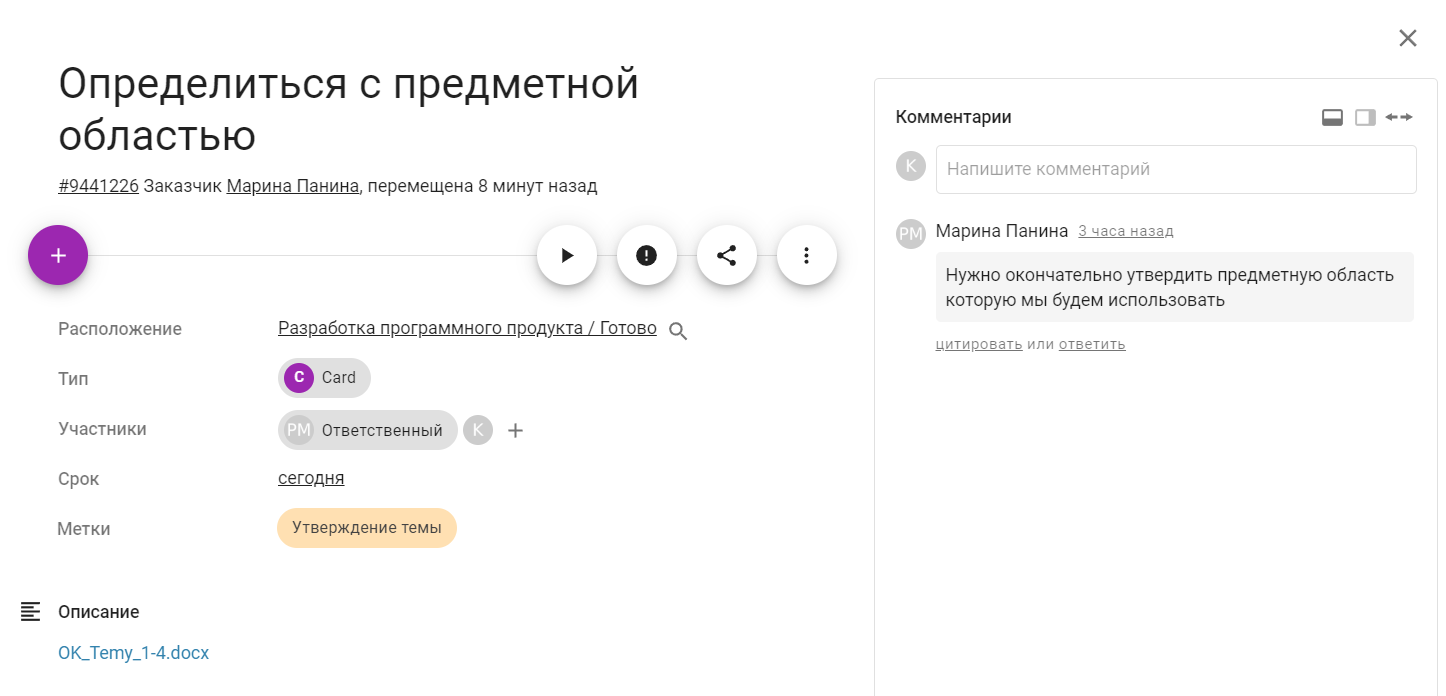 Определиться с предметной
областью
#9441226 Заказчик Марина Панина, перемещена 8 минут назад
Расположение
Разработка программного продукта / Готово
Тип
C Card
Участники
РМ Ответственный К
Срок
сегодня
Метки
Утверждение темы
Описание
OK_Temy_1-4.docx
Комментарии
К Напишите комментарий
РМ Марина Панина 3 часа назад
Нужно окончательно утвердить предметную область
которую мы будем использовать
цитировать или ответить